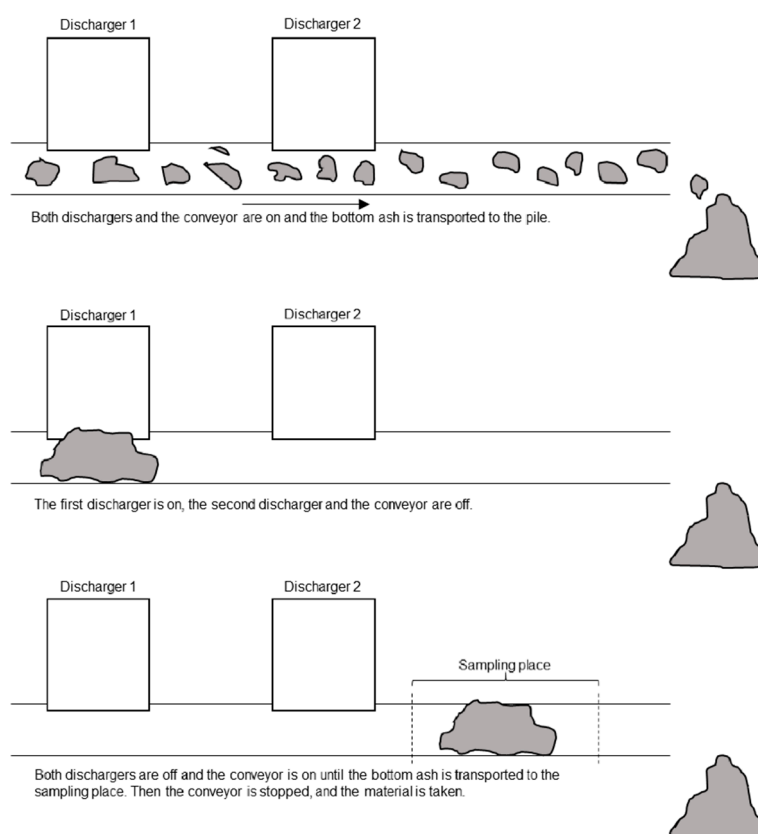 Discharger 1
Discharger 2
Both dischargers and the conveyor are on and the bottom ash is transported to the pile.
Discharger 1
Discharger 2
The first discharger is on, the second discharger and the conveyor are off.
Discharger 1
Discharger 2
Sampling place
Both dischargers are off and the conveyor is on until the bottom ash is transported to the
sampling place. Then the conveyor is stopped, and the material is taken.